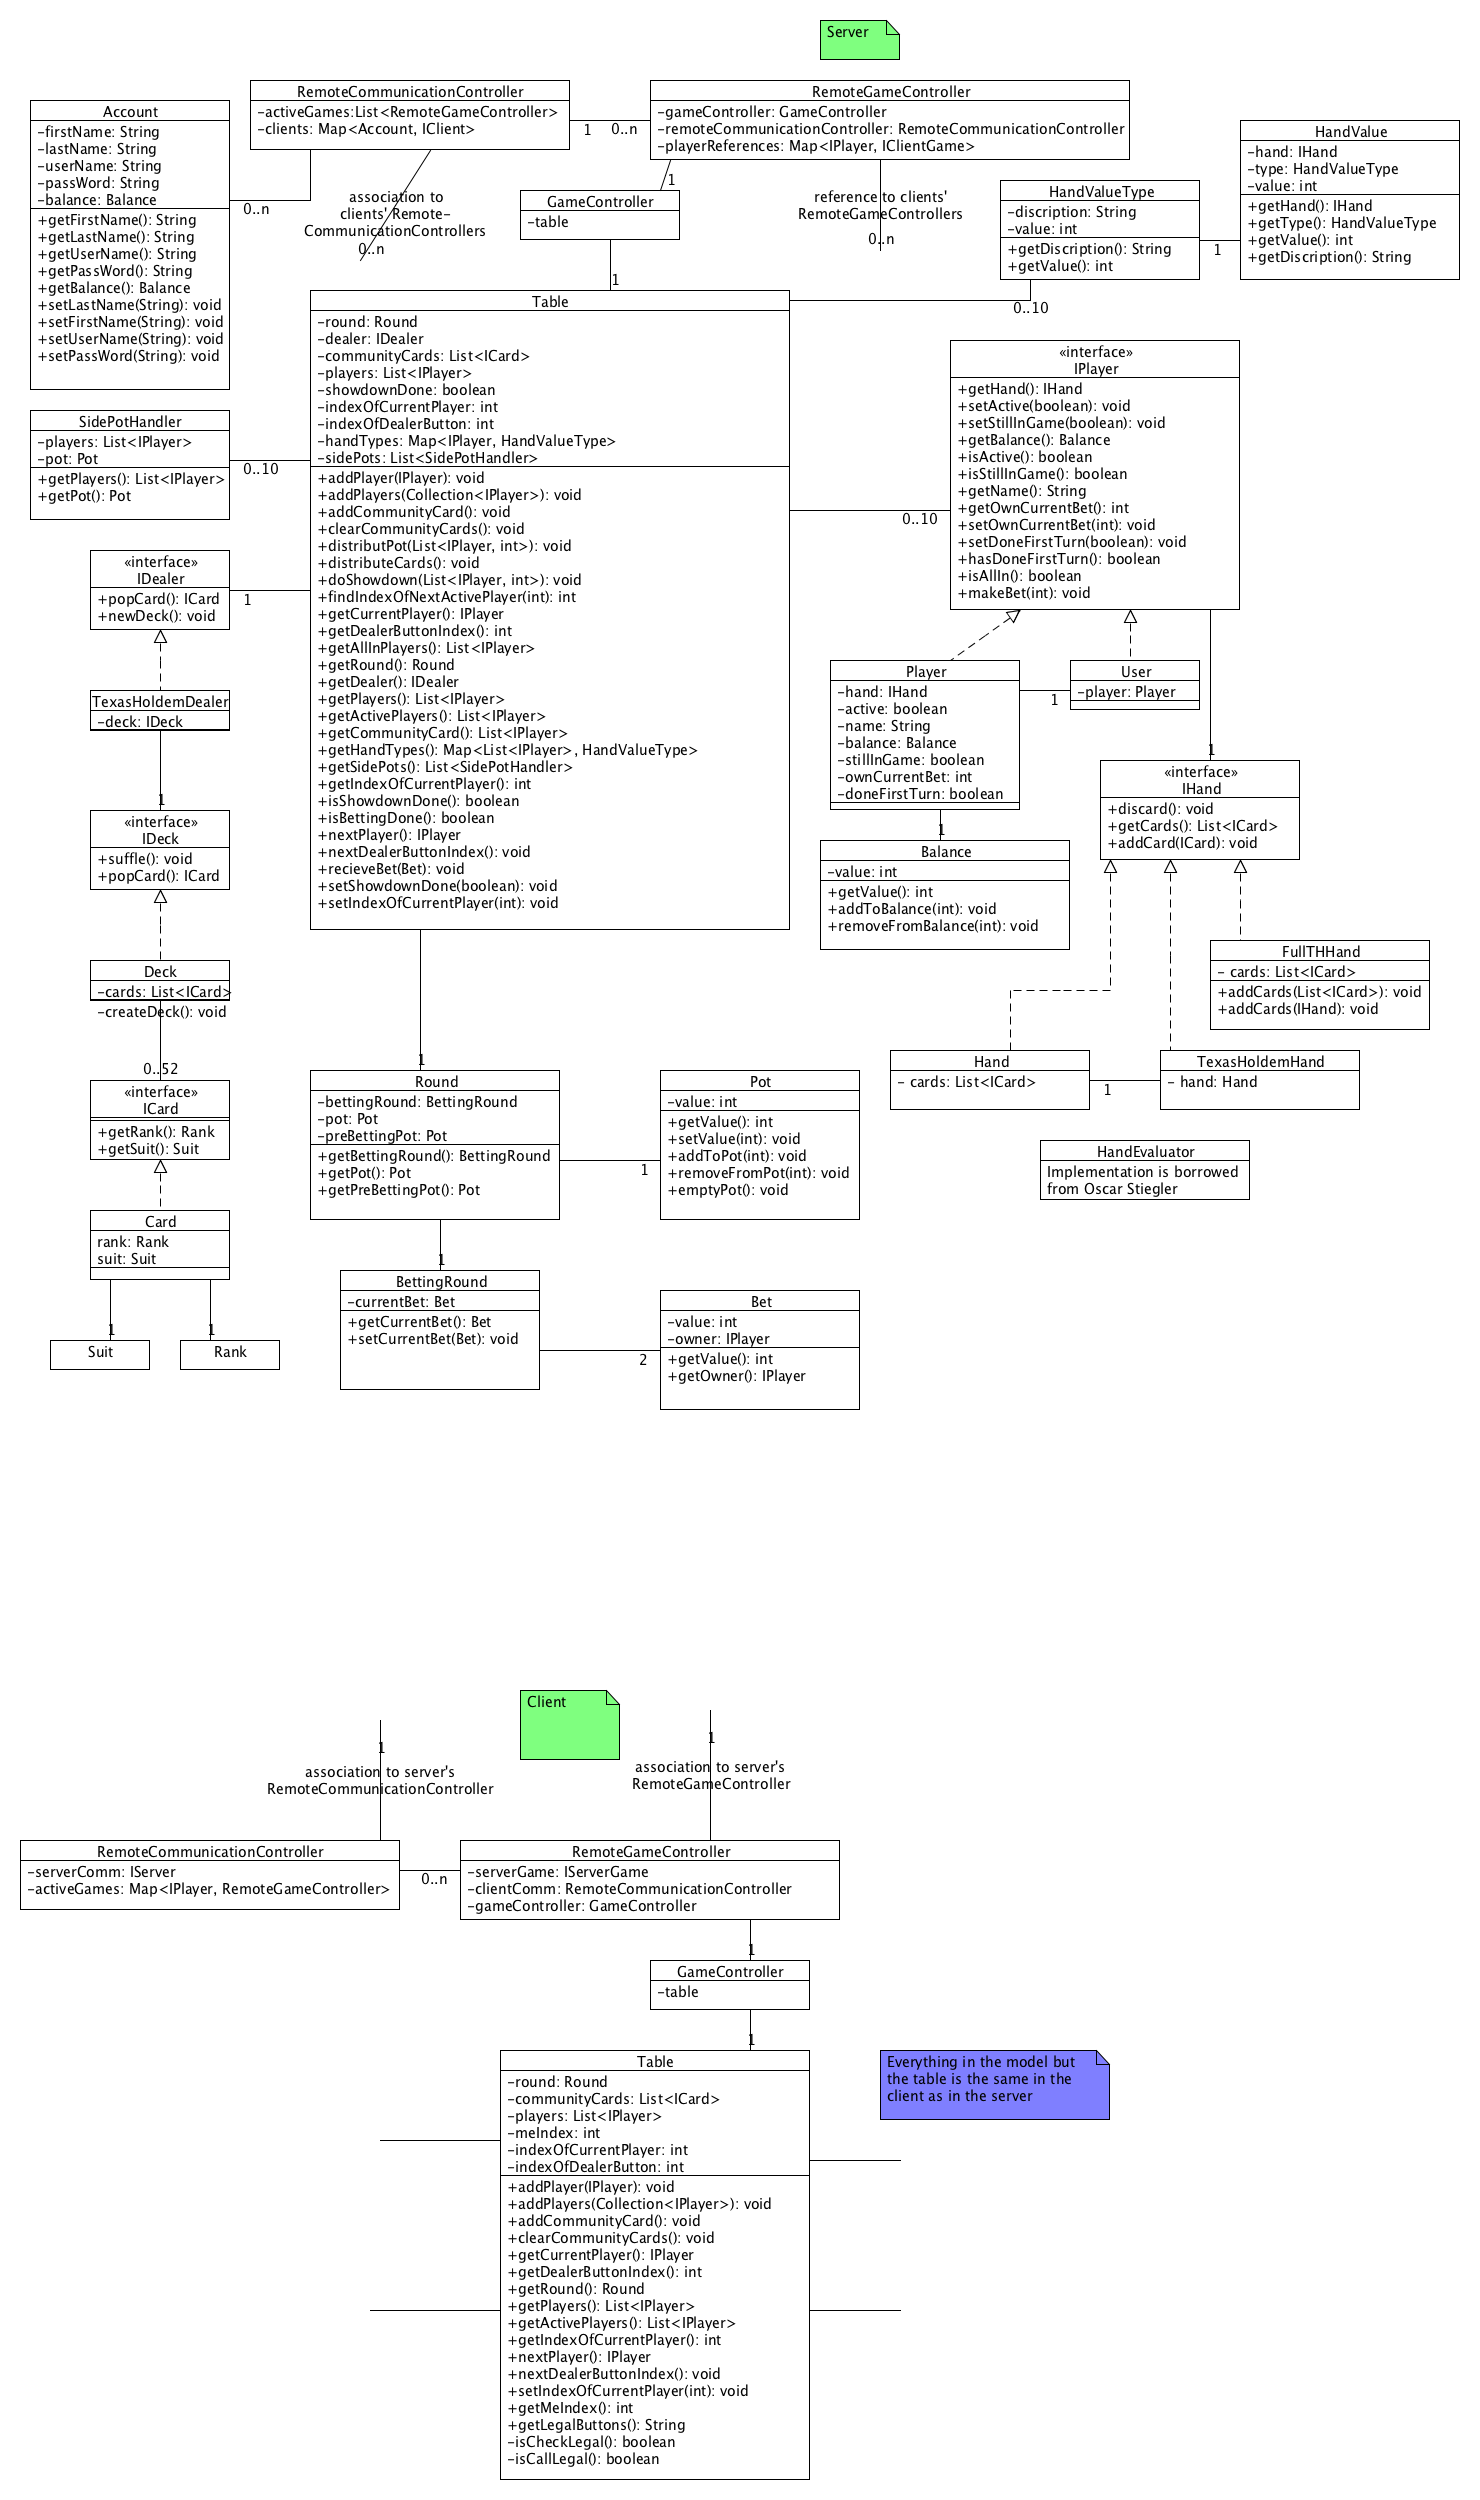 Server
RemoteCommunicationController
-activeGames:List<RemoteGameController>
-clients: Map<Account, IClient>
1
0..n
RemoteGameController
-gameController: GameController
-remoteCommunicationController: RemoteCommunicationController
-playerReferences: Map<IPlayer, IClientGame>
Account
-firstName: String
-lastName: String
-userName: String
-passWord: String
-balance: Balance
+getFirstName(): String
+getLastName(): String
+getUserName(): String
+getPassWord(): String
+getBalance(): Balance
+setLastName(String): void
+setFirstName(String): void
+setUserName(String): void
+setPassWord(String): void
0..n
association to
clients' Remote-
CommunicationControllers
0..n
1
GameController
-table
1
reference to clients'
RemoteGameControllers
0..n
HandValueType
-discription: String
-value: int
+getDiscription(): String
+getValue(): int
0..10
1
HandValue
-hand: IHand
-type: HandValueType
-value: int
+getHand(): IHand
+getType(): HandValueType
+getValue(): int
+getDiscription(): String
Table
-round: Round
-dealer: IDealer
-communityCards: List<ICard>
-players: List<IPlayer>
-showdownDone: boolean
-indexOfCurrentPlayer: int
-indexOfDealerButton: int
-handTypes: Map<IPlayer, HandValueType>
-sidePots: List<SidePotHandler>
+addPlayer(IPlayer): void
+addPlayers(Collection<IPlayer>): void
+addCommunityCard(): void
+clearCommunityCards(): void
+distributPot(List<IPlayer, int>): void
+distributeCards(): void
+doShowdown(List<IPlayer, int>): void
+findIndexOfNextActivePlayer(int): int
+getCurrentPlayer(): IPlayer
+getDealerButtonIndex(): int
+getAllInPlayers(): List<IPlayer>
+getRound(): Round
+getDealer(): IDealer
+getPlayers(): List<IPlayer>
+getActivePlayers(): List<IPlayer>
+getCommunityCard(): List<IPlayer>
+getHandTypes(): Map<List<IPlayer>, HandValueType>
+getSidePots(): List<SidePotHandler>
+getIndexOfCurrentPlayer(): int
+isShowdownDone(): boolean
+isBettingDone(): boolean
+nextPlayer(): IPlayer
+nextDealerButtonIndex(): void
+recieveBet(Bet): void
+setShowdownDone(boolean): void
+setIndexOfCurrentPlayer(int): void
SidePotHandler
-players: List<IPlayer>
-pot: Pot
+getPlayers(): List<IPlayer>
+getPot(): Pot
0..10
«interface»
IDealer
+popCard(): ICard
+newDeck(): void
1
TexasHoldemDealer
-deck: IDeck
1
«interface»
IDeck
+suffle(): void
+popCard(): ICard
Deck
-cards: List<ICard>
-createDeck(): void
0..52
«interface»
ICard
+getRank(): Rank
+getSuit(): Suit
Card
rank: Rank
suit: Suit
1
1
Suit
Rank
0..10
«interface»
IPlayer
+getHand(): IHand
+setActive(boolean): void
+setStillInGame(boolean): void
+getBalance(): Balance
+isActive(): boolean
+isStillInGame(): boolean
+getName(): String
+getOwnCurrentBet(): int
+setOwnCurrentBet(int): void
+setDoneFirstTurn(boolean): void
+hasDoneFirstTurn(): boolean
+isAllIn(): boolean
+makeBet(int): void
Player
-hand: IHand
-active: boolean
-name: String
-balance: Balance
-stillInGame: boolean
-ownCurrentBet: int
-doneFirstTurn: boolean
1
User
-player: Player
1
Balance
-value: int
+getValue(): int
+addToBalance(int): void
+removeFromBalance(int): void
1
«interface»
IHand
+discard(): void
+getCards(): List<ICard>
+addCard(ICard): void
FullTHHand
- cards: List<ICard>
+addCards(List<ICard>): void
+addCards(IHand): void
Hand
- cards: List<ICard>
1
TexasHoldemHand
- hand: Hand
HandEvaluator
Implementation is borrowed
from Oscar Stiegler
1
Round
-bettingRound: BettingRound
-pot: Pot
-preBettingPot: Pot
+getBettingRound(): BettingRound
+getPot(): Pot
+getPreBettingPot(): Pot
1
Pot
-value: int
+getValue(): int
+setValue(int): void
+addToPot(int): void
+removeFromPot(int): void
+emptyPot(): void
1
BettingRound
-currentBet: Bet
+getCurrentBet(): Bet
+setCurrentBet(Bet): void
2
Bet
-value: int
-owner: IPlayer
+getValue(): int
+getOwner(): IPlayer
Client
1
association to server's
RemoteCommunicationController
1
association to server's
RemoteGameController
RemoteCommunicationController
-serverComm: IServer
-activeGames: Map<IPlayer, RemoteGameController>
0..n
RemoteGameController
-serverGame: IServerGame
-clientComm: RemoteCommunicationController
-gameController: GameController
1
GameController
-table
1
Table
-round: Round
-communityCards: List<ICard>
-players: List<IPlayer>
-meIndex: int
-indexOfCurrentPlayer: int
-indexOfDealerButton: int
+addPlayer(IPlayer): void
+addPlayers(Collection<IPlayer>): void
+addCommunityCard(): void
+clearCommunityCards(): void
+getCurrentPlayer(): IPlayer
+getDealerButtonIndex(): int
+getRound(): Round
+getPlayers(): List<IPlayer>
+getActivePlayers(): List<IPlayer>
+getIndexOfCurrentPlayer(): int
+nextPlayer(): IPlayer
+nextDealerButtonIndex(): void
+setIndexOfCurrentPlayer(int): void
+getMeIndex(): int
+getLegalButtons(): String
-isCheckLegal(): boolean
-isCallLegal(): boolean
Everything in the model but
the table is the same in the
client as in the server